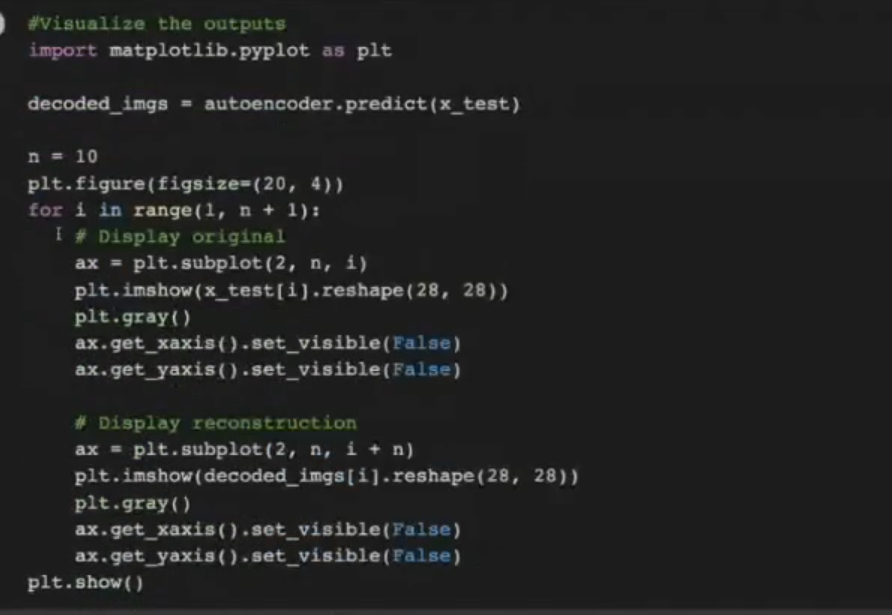 #Visualize the outputs
import matplotlib.pyplot as plt
decoded_imgs = autoencoder.predict(x_test)
n = 10
plt.figure(figsize=(20, 4))
for i in range(1, n + 1):
# Display original
ax = plt.subplot(2, n, i)
plt.imshow(x_test[i].reshape(28, 28))
plt.gray()
ax.get_xaxis().set_visible(False)
ax.get_yaxis().set_visible(False)
# Display reconstruction
ax = plt.subplot(2, n, i + n)
plt.imshow(decoded_imgs[i].reshape(28, 28))
plt.gray()
ax.get_xaxis().set_visible(False)
ax.get_yaxis().set_visible(False)
plt.show()